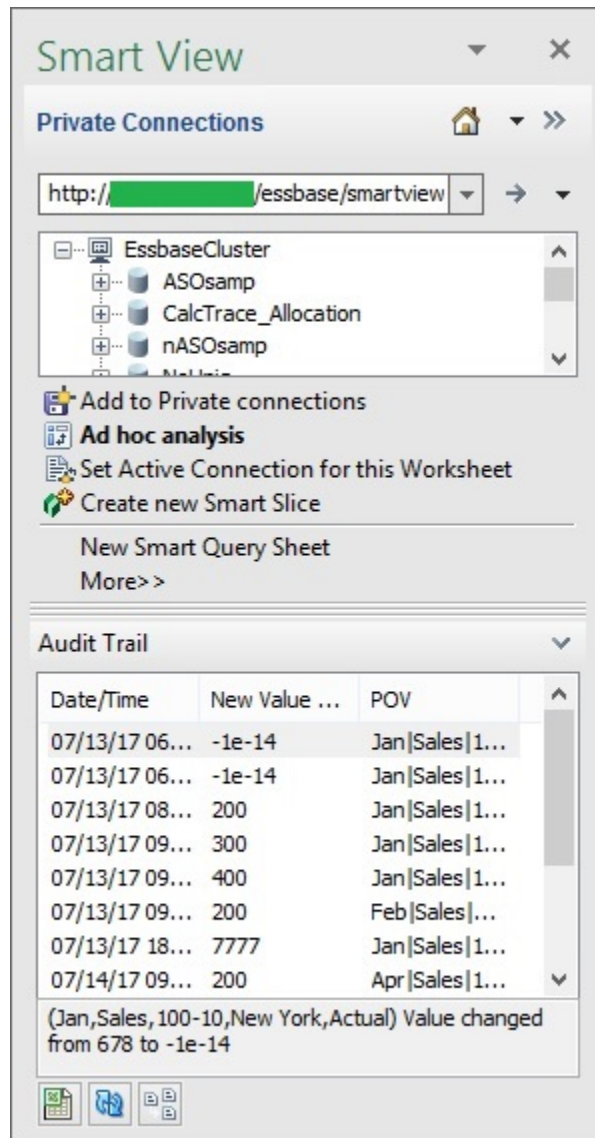 Smart View
Private Connections
http:// /essbase/smartview
EssbaseCluster
ASOsamp
CalcTrace_Allocation
nASOsamp
Add to Private connections
Ad hoc analysis
Set Active Connection for this Worksheet
Create new Smart Slice
New Smart Query Sheet
More>>
Audit Trail
Date/Time New Value ... POV
07/13/17 06... -1e-14 Jan|Sales|1...
07/13/17 06... -1e-14 Jan|Sales|1...
07/13/17 08... 200 Jan|Sales|1...
07/13/17 09... 300 Jan|Sales|1...
07/13/17 09... 400 Jan|Sales|1...
07/13/17 09... 200 Feb|Sales|...
07/13/17 18... 7777 Jan|Sales|1...
07/14/17 09... 200 Apr|Sales|1...
(Jan,Sales,100-10,New York,Actual) Value changed
from 678 to -1e-14